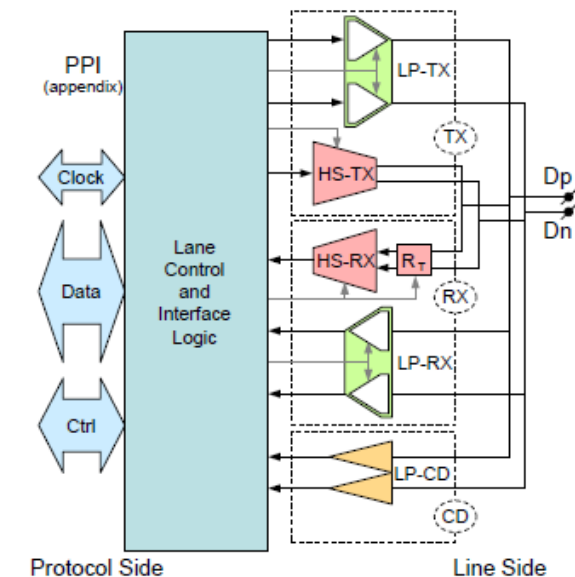 PPI
(appendix)
Clock
Data
Ctrl
Lane
Control
and
Interface
Logic
LP-TX
TX
HS-TX
HS-RX
RT
RX
LP-RX
LP-CD
CD
Dp
Dn
Protocol Side
Line Side